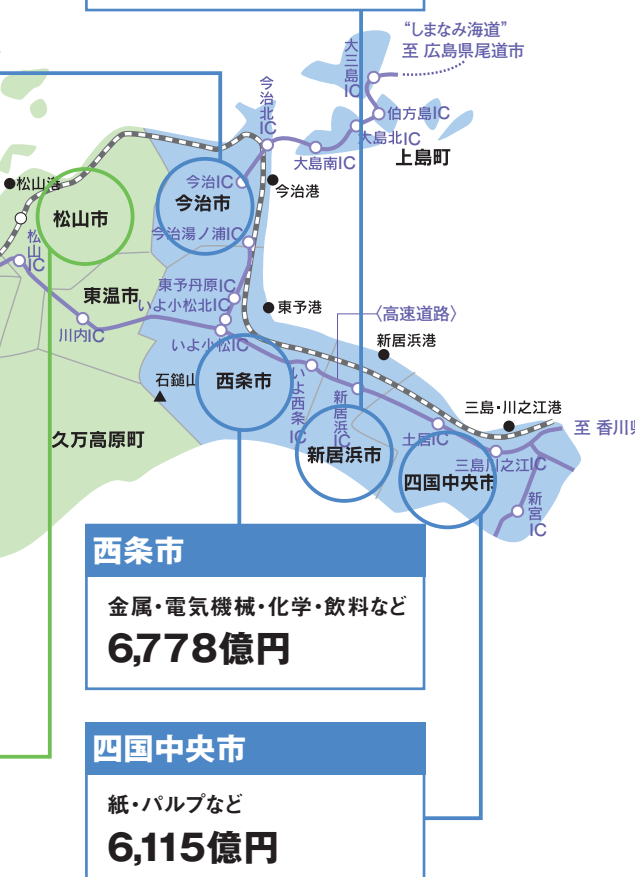 “しまなみ海道”
至 広島県尾道市
大三島IC
今治北IC
伯方島IC
大島北IC
大島南IC
上島町
松山港
今治IC
今治港
松山市
今治市
松山IC
今治湯ノ浦IC
東予丹原IC
東温市
いよ小松北IC
東予港
〈高速道路〉
川内IC
いよ小松IC
新居浜港
石鎚山
西条市
いよ西条IC
新居浜IC
三島・川之江港
至 香川県
久万高原町
土居IC
新居浜市
三島川之江IC
四国中央市
新宮IC
西条市
金属・電気機械・化学・飲料など
6,778億円
四国中央市
紙・パルプなど
6,115億円